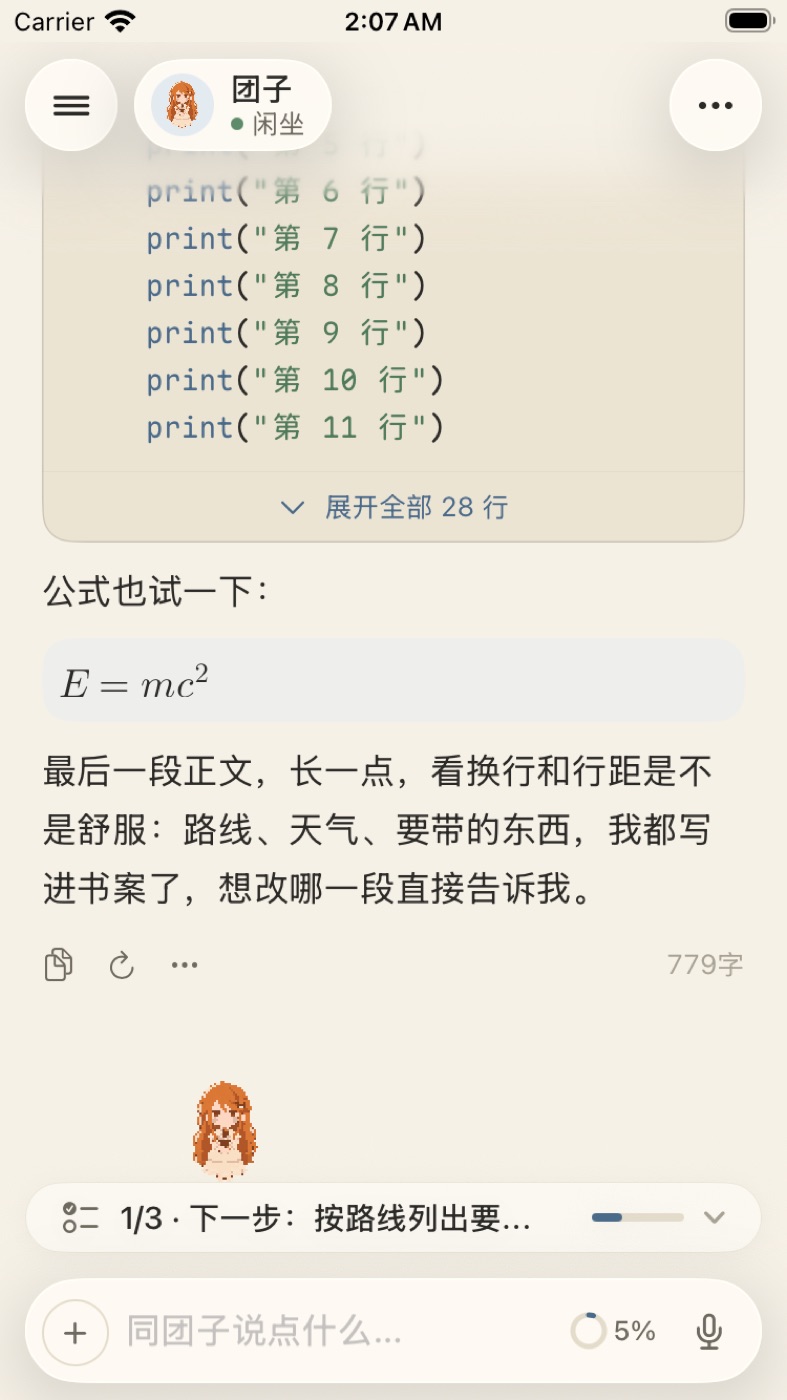 Carrier
2:07 AM
团子
闲坐
print("第 5 行")
print("第 6 行")
print("第 7 行")
print("第 8 行")
print("第 9 行")
print("第 10 行")
print("第 11 行")
展开全部 28 行
公式也试一下：
E = mc²
最后一段正文，长一点，看换行和行距是不
是舒服：路线、天气、要带的东西，我都写
进书案了，想改哪一段直接告诉我。
779字
1/3 · 下一步：按路线列出要…
同团子说点什么…
5%